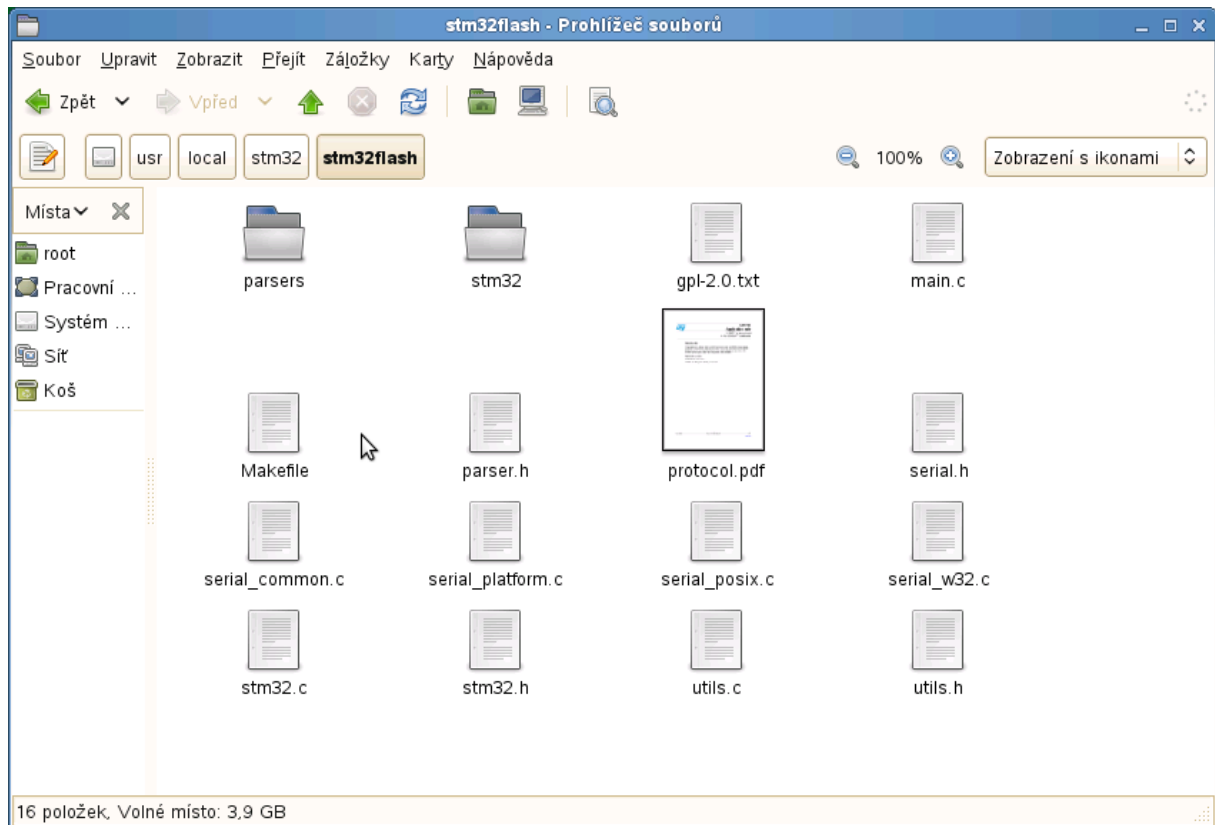 stm32flash - Prohlížeč souborů
Soubor Upravit Zobrazit Přejít Záložky Karty Nápověda
Zpět Vpřed
usr local stm32 stm32flash 100% Zobrazení s ikonami
Místa
root
Pracovní ...
Systém ...
Síť
Koš
parsers stm32 gpl-2.0.txt main.c
Makefile parser.h protocol.pdf serial.h
serial_common.c serial_platform.c serial_posix.c serial_w32.c
stm32.c stm32.h utils.c utils.h
16 položek, Volné místo: 3,9 GB